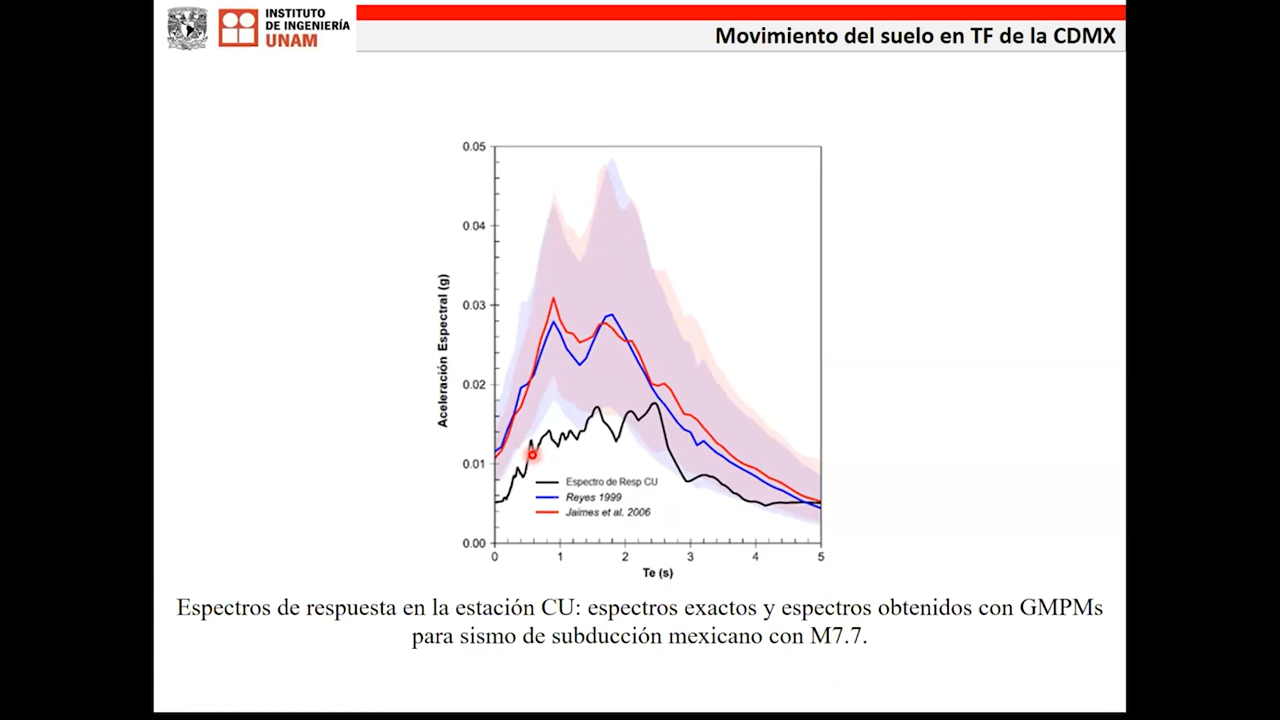 INSTITUTO
DE INGENIERÍA
UNAM
Movimiento del suelo en TF de la CDMX
0.05
0.04
0.03
0.02
0.01
0.00
Aceleración Espectral (g)
Espectro de Resp CU
Reyes 1999
Jaimes et al. 2006
0 1 2 3 4 5
Te (s)
Espectros de respuesta en la estación CU: espectros exactos y espectros obtenidos con GMPMs
para sismo de subducción mexicano con M7.7.